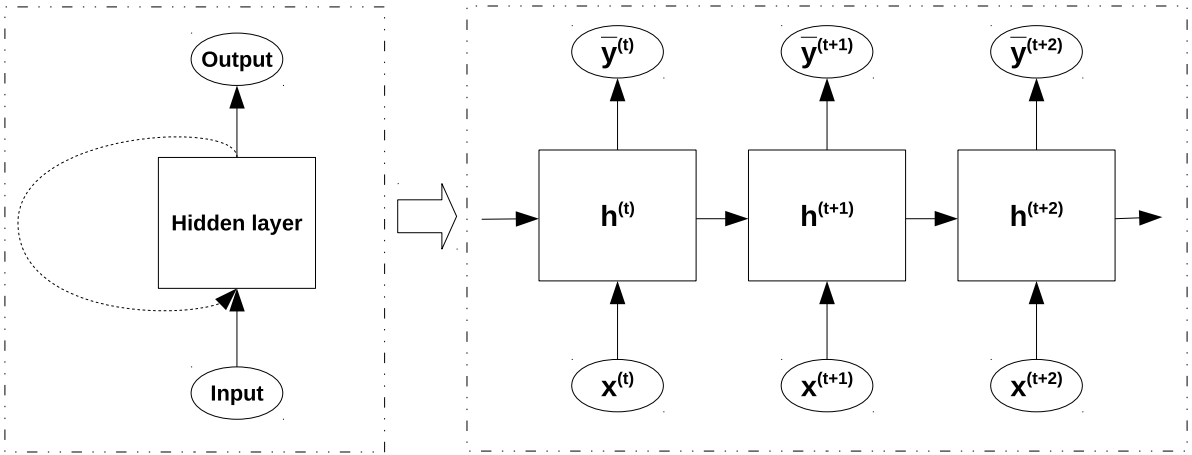 Output
Hidden layer
Input
y̅(t) y̅(t+1) y̅(t+2)
h(t) h(t+1) h(t+2)
x(t) x(t+1) x(t+2)